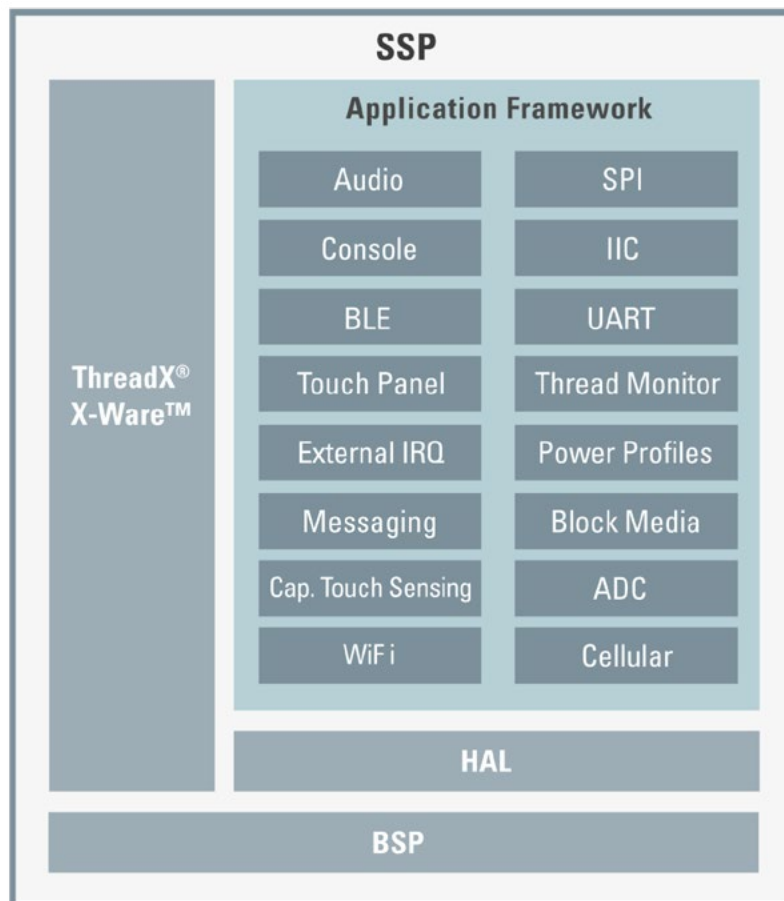 SSP
ThreadX®
X-Ware™
Application Framework
Audio
SPI
Console
IIC
BLE
UART
Touch Panel
Thread Monitor
External IRQ
Power Profiles
Messaging
Block Media
Cap. Touch Sensing
ADC
WiFi
Cellular
HAL
BSP